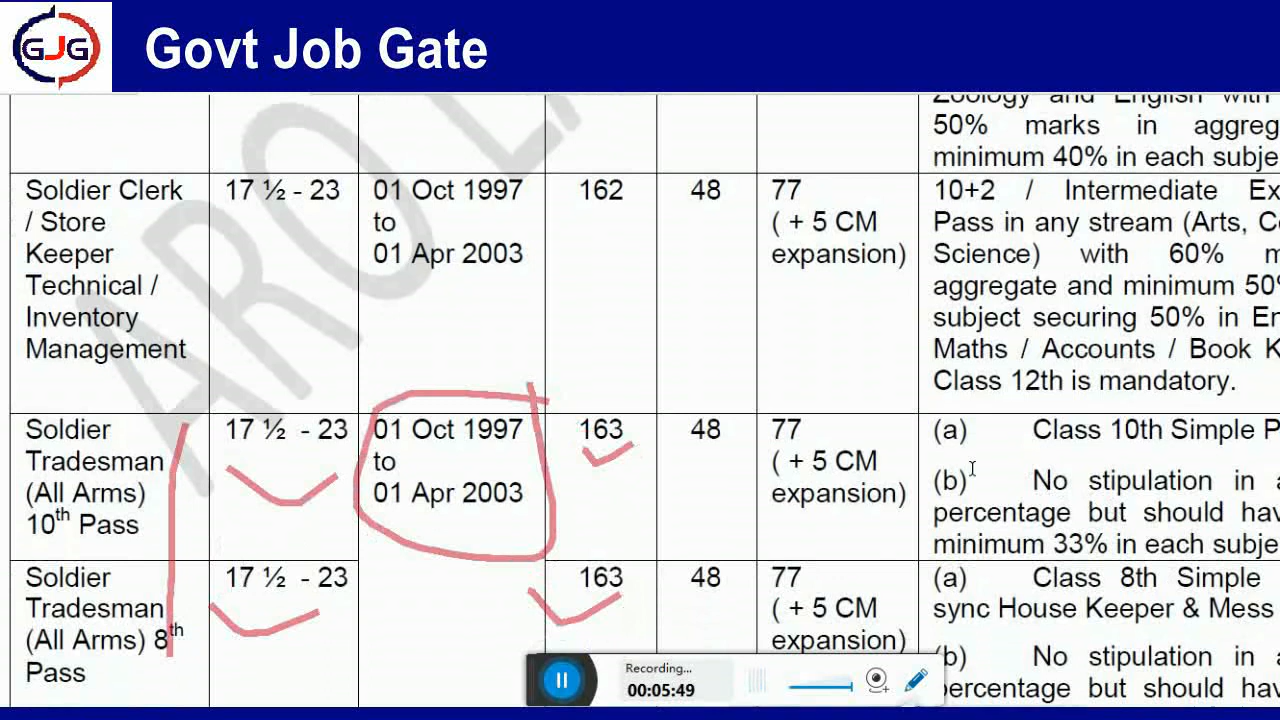 GJG
Govt Job Gate
Zoology and English with
50% marks in aggreg
minimum 40% in each subje
Soldier Clerk
/ Store
Keeper
Technical /
Inventory
Management
17 ½ - 23
01 Oct 1997
to
01 Apr 2003
162
48
77
( + 5 CM
expansion)
10+2 / Intermediate Ex
Pass in any stream (Arts, Co
Science) with 60% m
aggregate and minimum 50%
subject securing 50% in En
Maths / Accounts / Book K
Class 12th is mandatory.
Soldier
Tradesman
(All Arms)
10th Pass
17 ½ - 23
01 Oct 1997
to
01 Apr 2003
163
48
77
( + 5 CM
expansion)
(a) Class 10th Simple P
(b) No stipulation in a
percentage but should hav
minimum 33% in each subje
Soldier
Tradesman
(All Arms) 8th
Pass
17 ½ - 23
163
48
77
( + 5 CM
expansion)
(a) Class 8th Simple
sync House Keeper & Mess
(b) No stipulation in a
percentage but should hav
Recording...
00:05:49
ARO